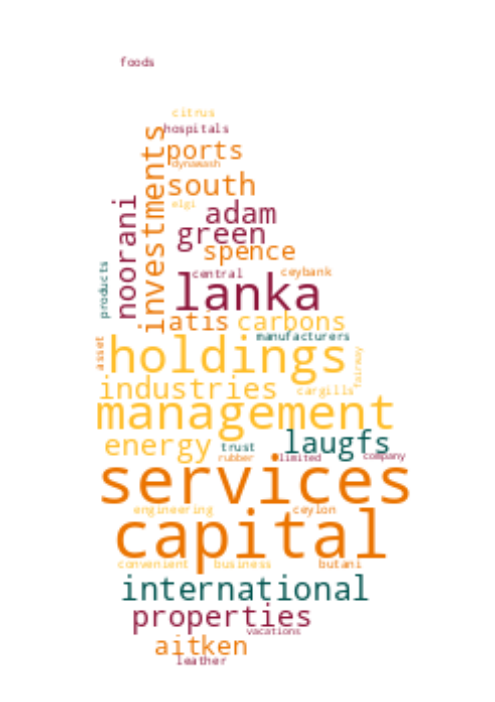 foods
citrus
hospitals
investments
ports
dynawash
south
elgi
noorani
adam
green
spence
products
central
ceybank
lanka
atis
carbons
manufacturers
asset
holdings
fairway
industries
cargills
management
energy
trust
laugfs
rubber
limited
company
services
engineering
ceylon
capital
convenient
business
butani
international
properties
vacations
aitken
leather